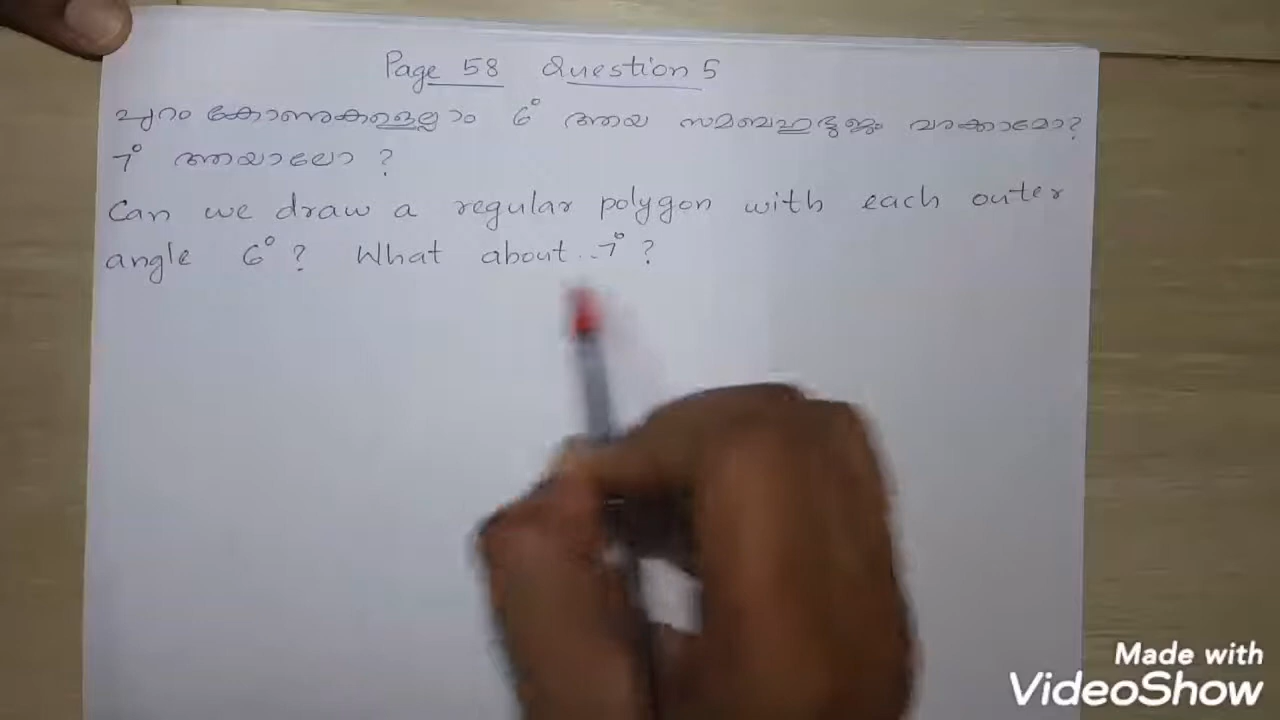 Page 58 Question 5
പുറം കോണുകളെല്ലാം 6° ആയ സമബഹുഭുജം വരക്കാമോ?
7° ആയാലോ ?
Can we draw a regular polygon with each outer
angle 6° ? What about 7° ?
Made with
VideoShow